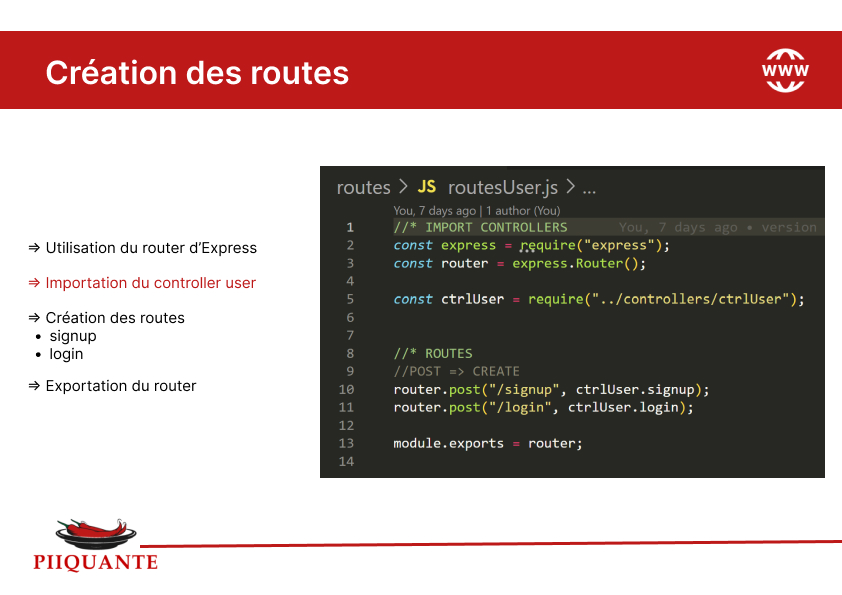 Création des routes
WWW
⇒ Utilisation du router d’Express
⇒ Importation du controller user
⇒ Création des routes
• signup
• login
⇒ Exportation du router
routes > JS routesUser.js > ...
You, 7 days ago | 1 author (You)
1 //* IMPORT CONTROLLERS You, 7 days ago • version
2 const express = require("express");
3 const router = express.Router();
4
5 const ctrlUser = require("../controllers/ctrlUser");
6
7
8 //* ROUTES
9 //POST => CREATE
10 router.post("/signup", ctrlUser.signup);
11 router.post("/login", ctrlUser.login);
12
13 module.exports = router;
14
PIIQUANTE